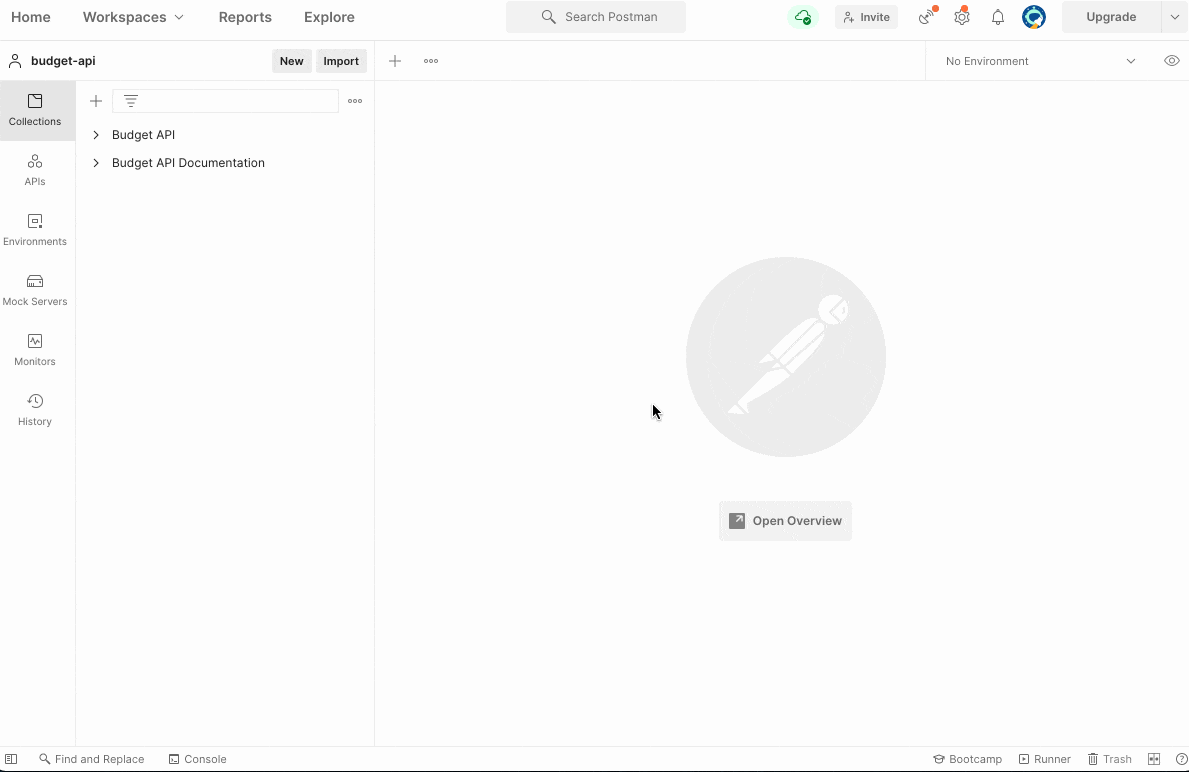 Home Workspaces Reports Explore Search Postman Invite Upgrade
budget-api New Import No Environment
Collections
Budget API
Budget API Documentation
APIs
Environments
Mock Servers
Monitors
History
Open Overview
Find and Replace Console Bootcamp Runner Trash